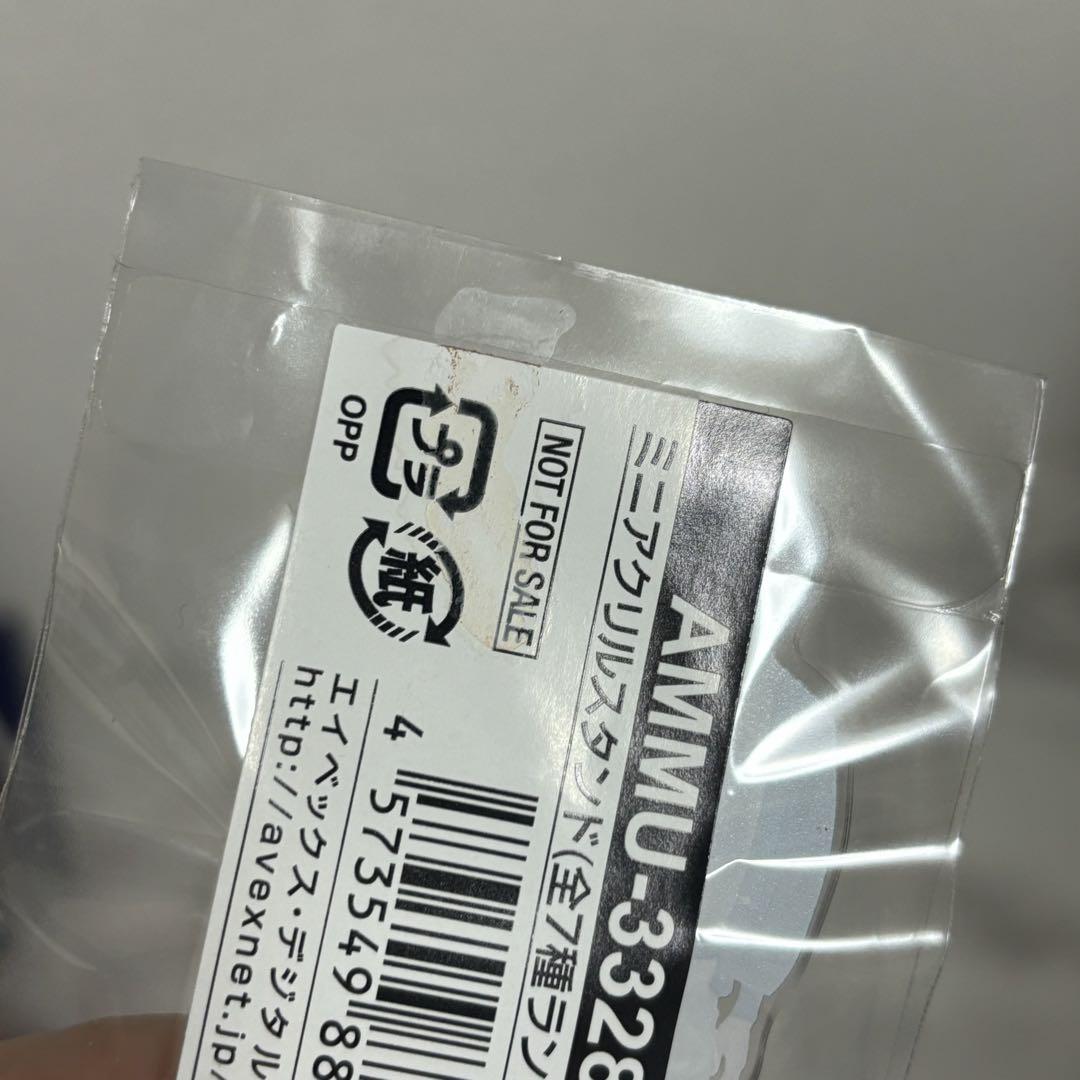 AMMU-3328
ミニアクリルスタンド(全7種ラン
NOT FOR SALE
プラ
OPP
紙
4 573549 88
エイベックス・デジタル
http://avexnet.jp/